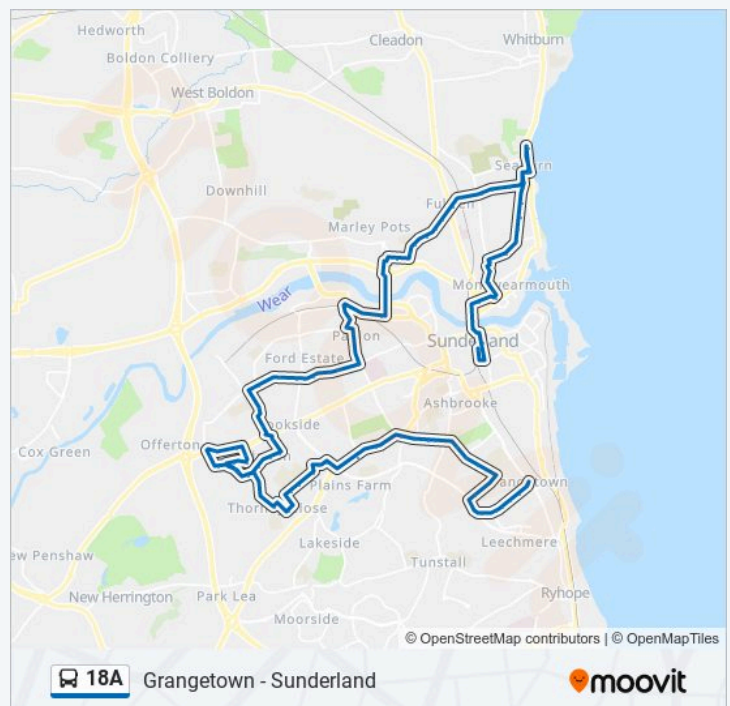 Hedworth
Cleadon
Whitburn
Boldon Colliery
West Boldon
Downhill
Marley Pots
Wear
Sunderland
Ford Estate
Ashbrooke
Offerton
Cox Green
Plains Farm
Lakeside
Leechmere
Tunstall
New Herrington
Park Lea
Ryhope
Moorside
© OpenStreetMap contributors | © OpenMapTiles
18A Grangetown - Sunderland
moovit